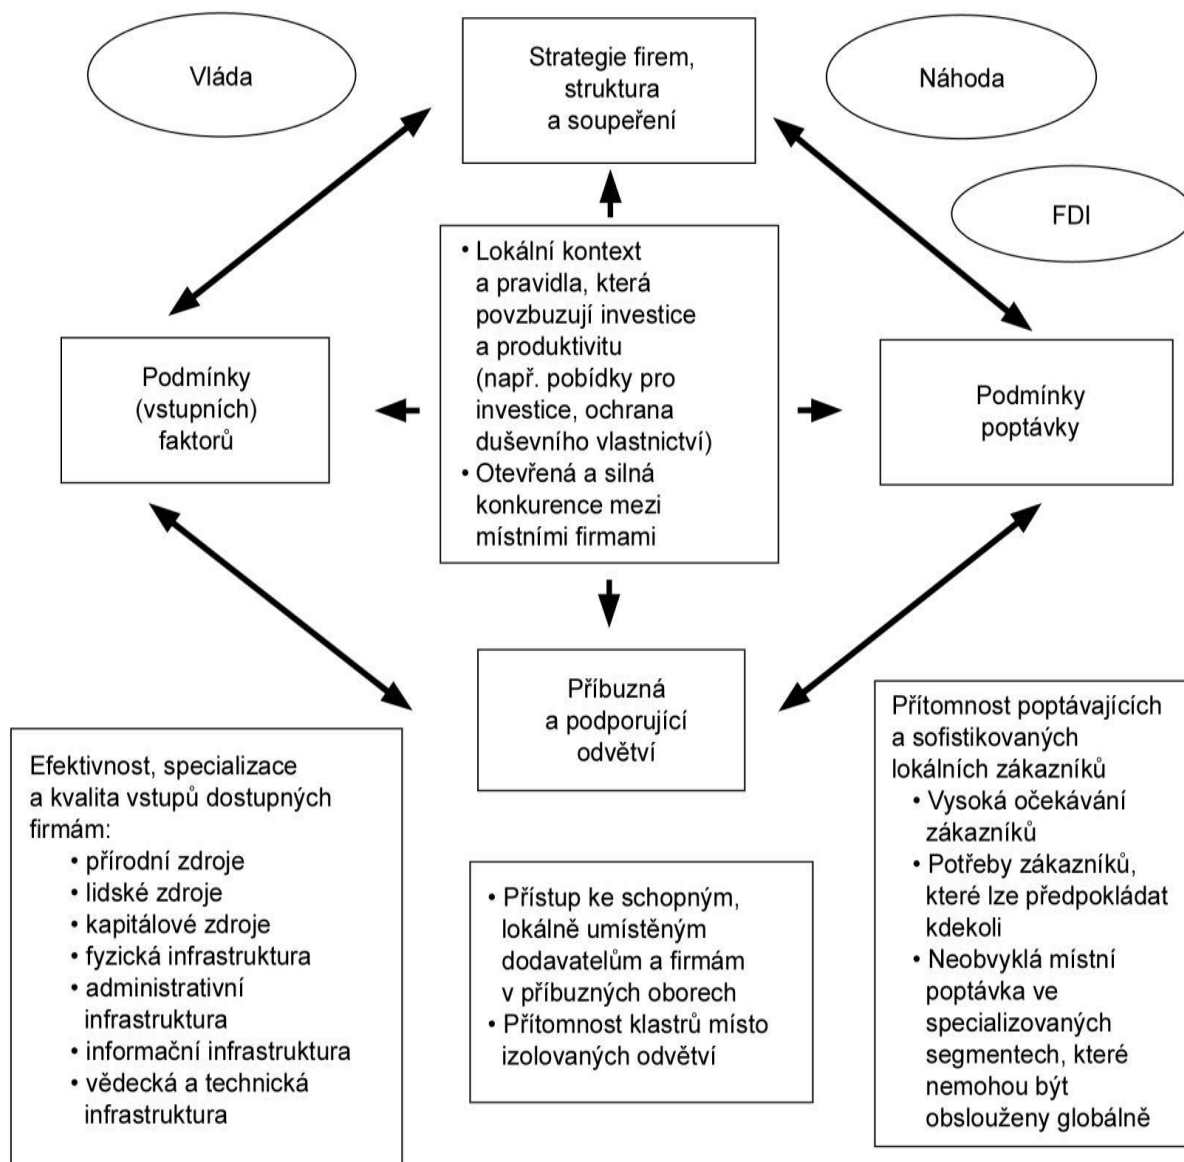 Vláda
Strategie firem,
struktura
a soupeření
Náhoda
FDI
• Lokální kontext
a pravidla, která
povzbuzují investice
a produktivitu
(např. pobídky pro
investice, ochrana
duševního vlastnictví)
• Otevřená a silná
konkurence mezi
místními firmami
Podmínky
(vstupních)
faktorů
Podmínky
poptávky
Příbuzná
a podporující
odvětví
Efektivnost, specializace
a kvalita vstupů dostupných
firmám:
• přírodní zdroje
• lidské zdroje
• kapitálové zdroje
• fyzická infrastruktura
• administrativní
infrastruktura
• informační infrastruktura
• vědecká a technická
infrastruktura
• Přístup ke schopným,
lokálně umístěným
dodavatelům a firmám
v příbuzných oborech
• Přítomnost klastrů místo
izolovaných odvětví
Přítomnost poptávajících
a sofistikovaných
lokálních zákazníků
• Vysoká očekávání
zákazníků
• Potřeby zákazníků,
které lze předpokládat
kdekoli
• Neobvyklá místní
poptávka ve
specializovaných
segmentech, které
nemohou být
obslouženy globálně